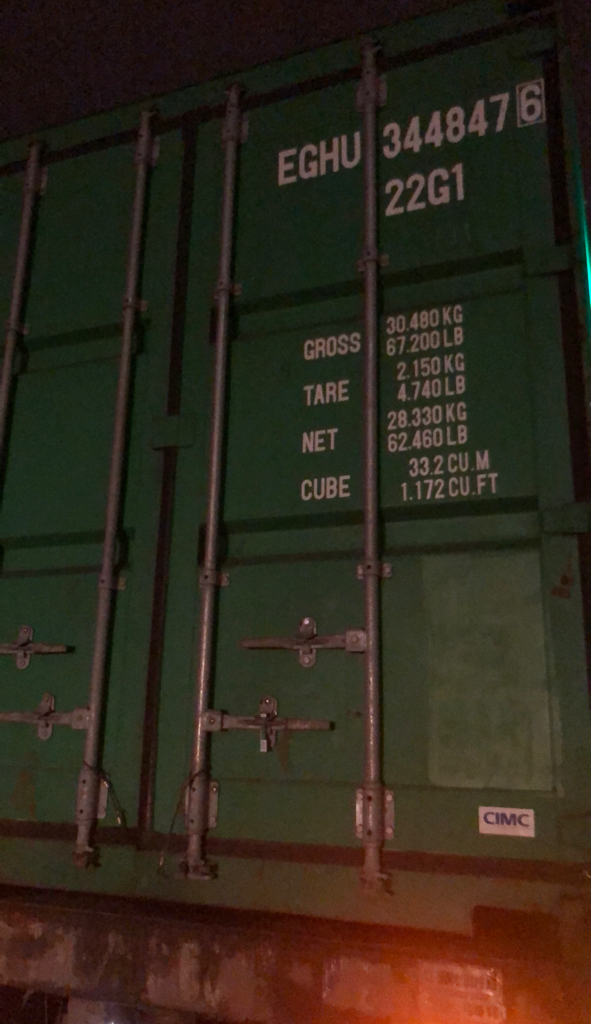 EGHU 344847 6
22G1
GROSS 30.480 KG
67.200 LB
TARE 2.150 KG
4.740 LB
NET 28.330 KG
62.460 LB
CUBE 33.2 CU.M
1.172 CU.FT
CIMC